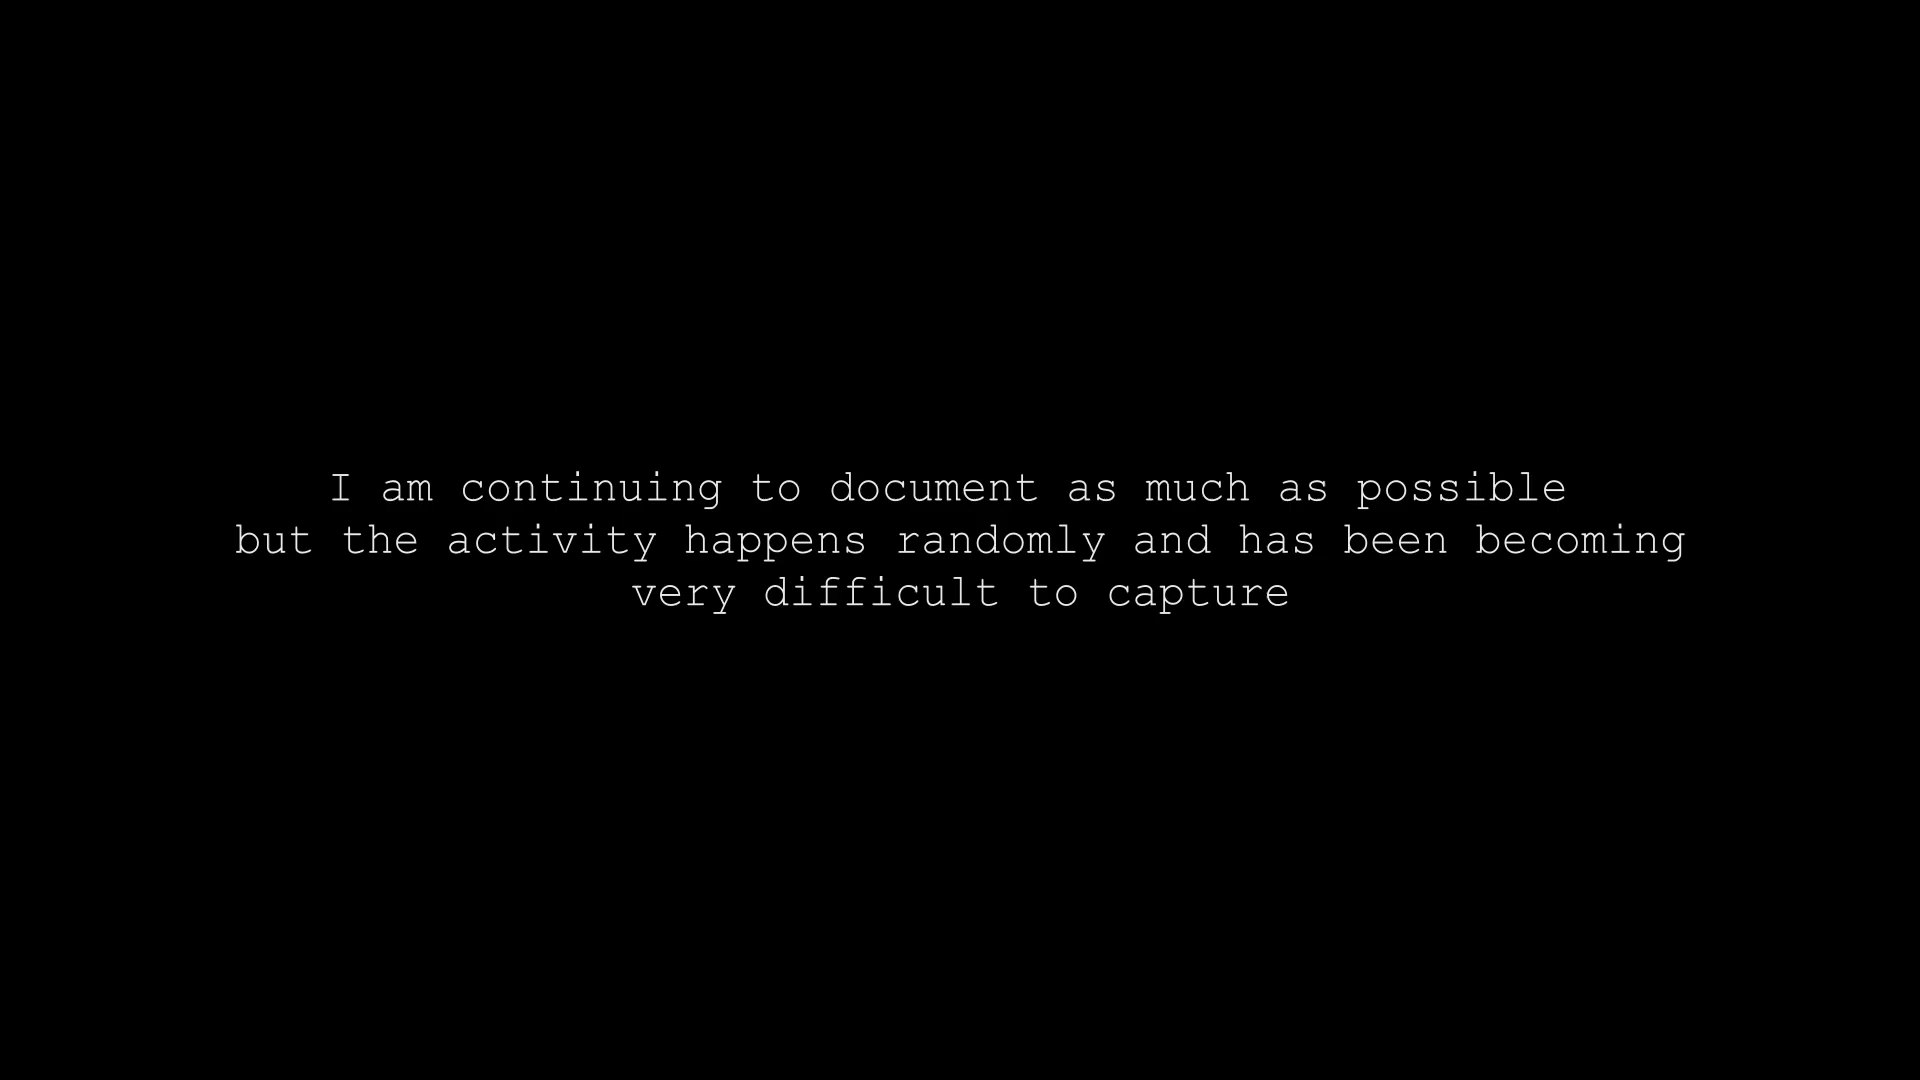 I am continuing to document as much as possible
but the activity happens randomly and has been becoming
very difficult to capture